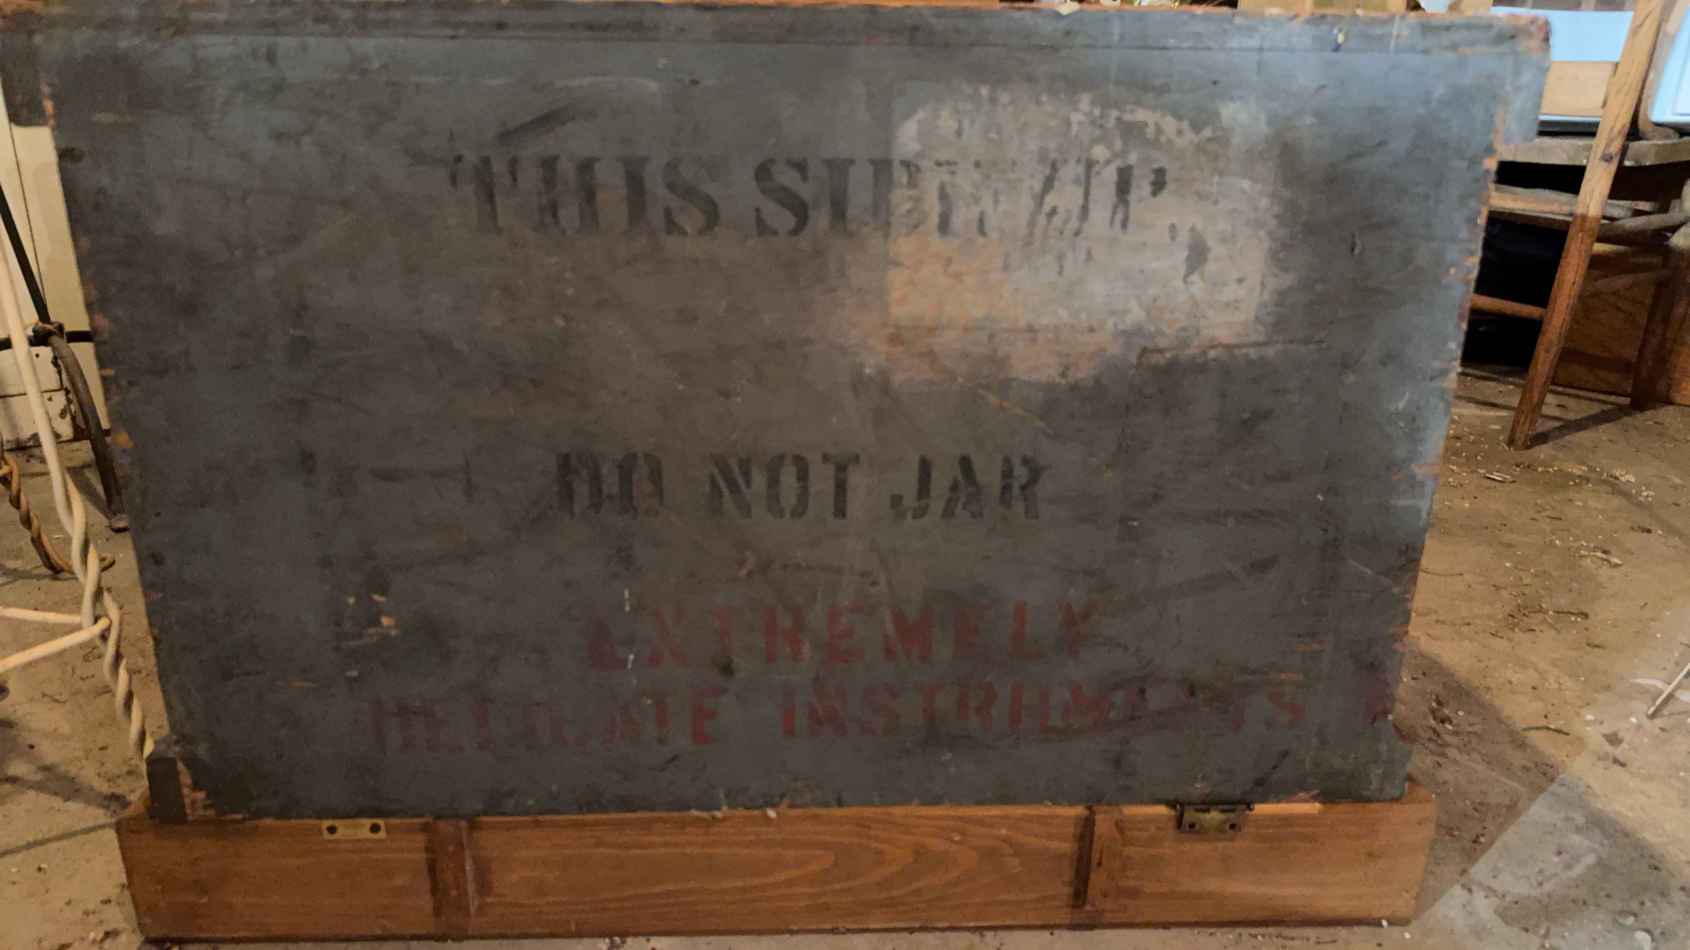 THIS SIDE UP.
DO NOT JAR
EXTREMELY
DELICATE INSTRUMENTS